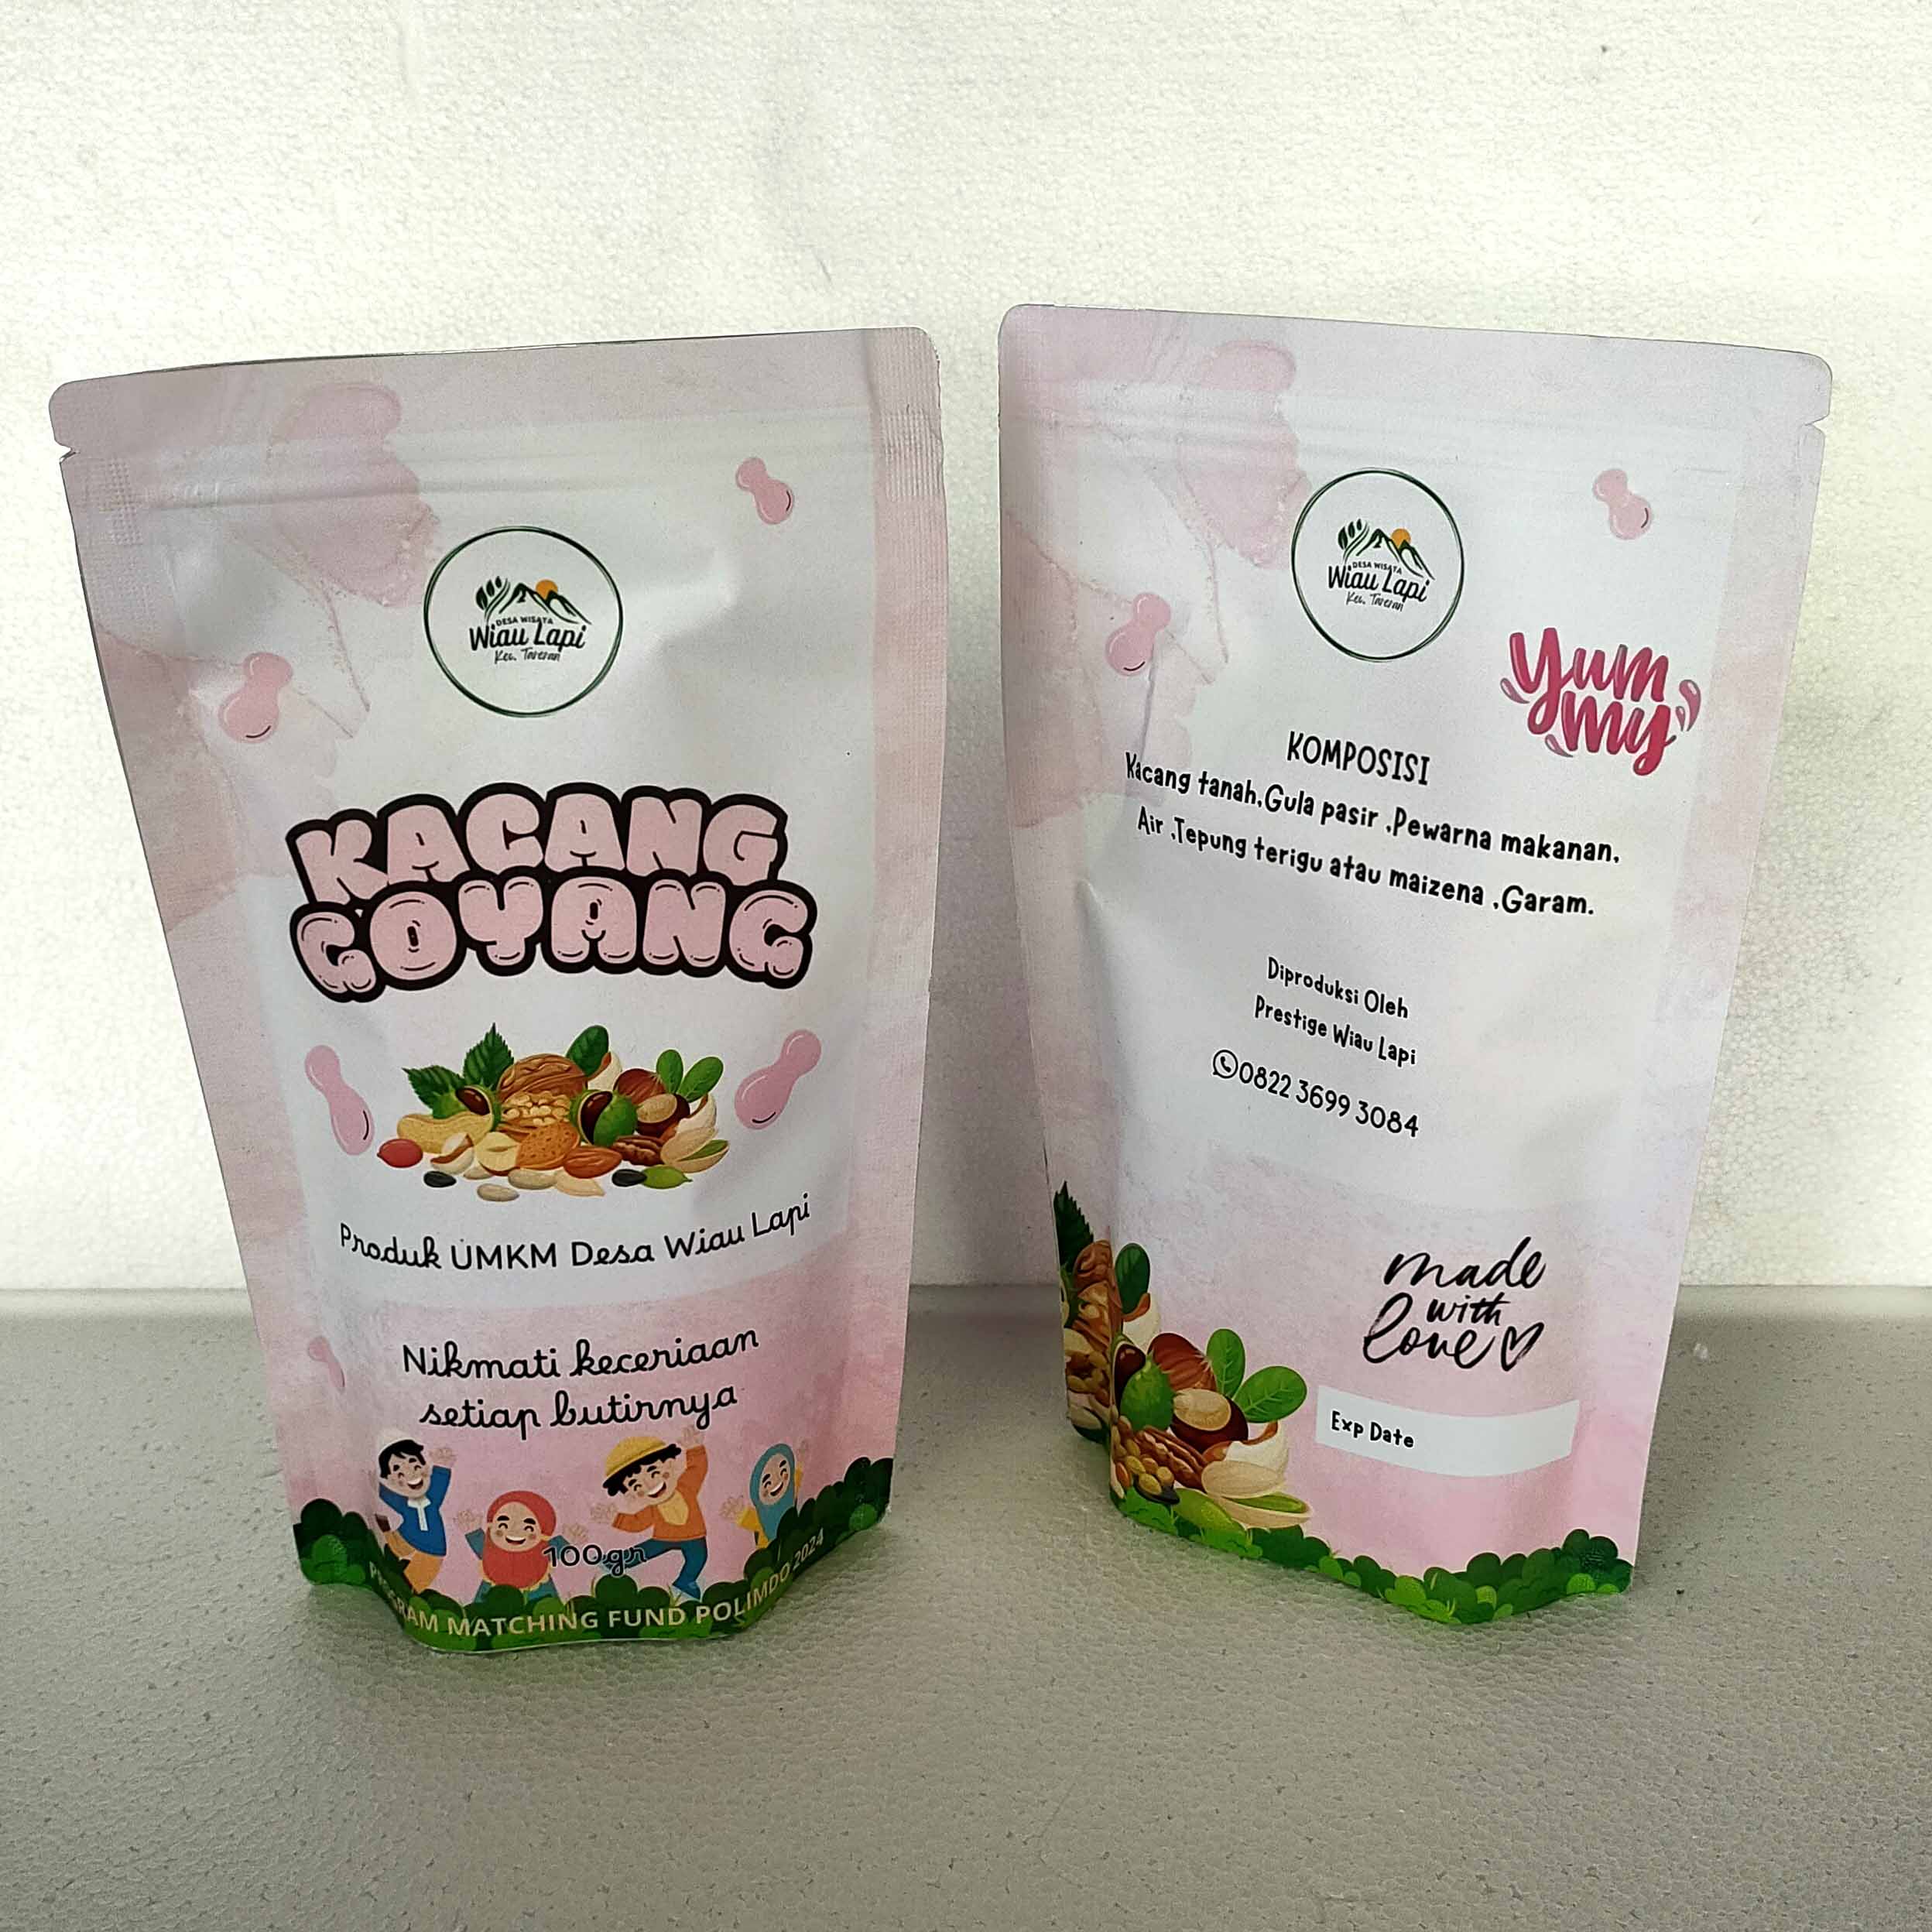 DESA WISATA
Wiau Lapi
Kec. Tareran
KACANG
GOYANG
Produk UMKM Desa Wiau Lapi
Nikmati keceriaan
setiap butirnya
100gr
PROGRAM MATCHING FUND POLIMDO 2024
DESA WISATA
Wiau Lapi
Kec. Tareran
Yum
my
KOMPOSISI
Kacang tanah,Gula pasir ,Pewarna makanan,
Air ,Tepung terigu atau maizena ,Garam.
Diproduksi Oleh
Prestige Wiau Lapi
0822 3699 3084
made
with
love
Exp Date